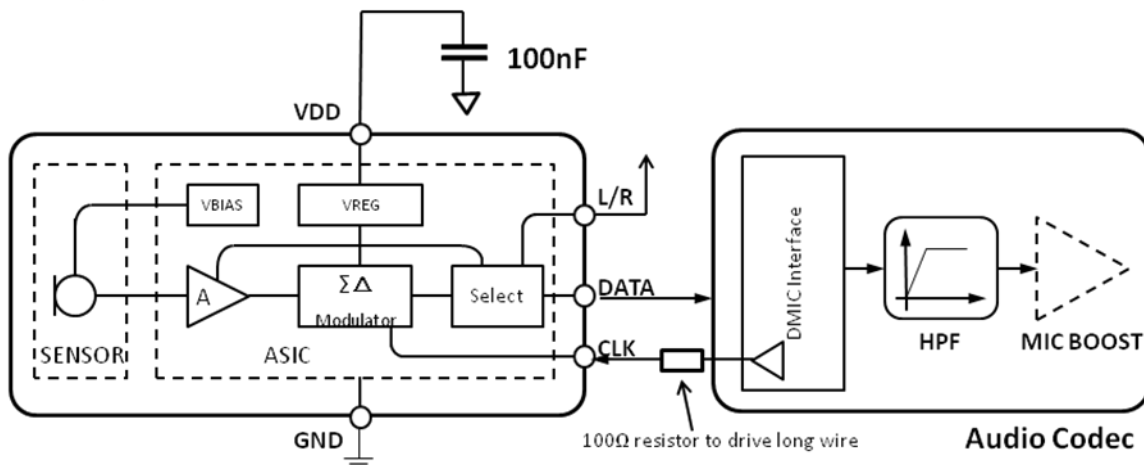 100nF
VDD
L/R
VBIAS
VREG
A
Σ Δ
Modulator
Select
DATA
DMIC Interface
SENSOR
ASIC
CLK
HPF
MIC BOOST
GND
100Ω resistor to drive long wire
Audio Codec